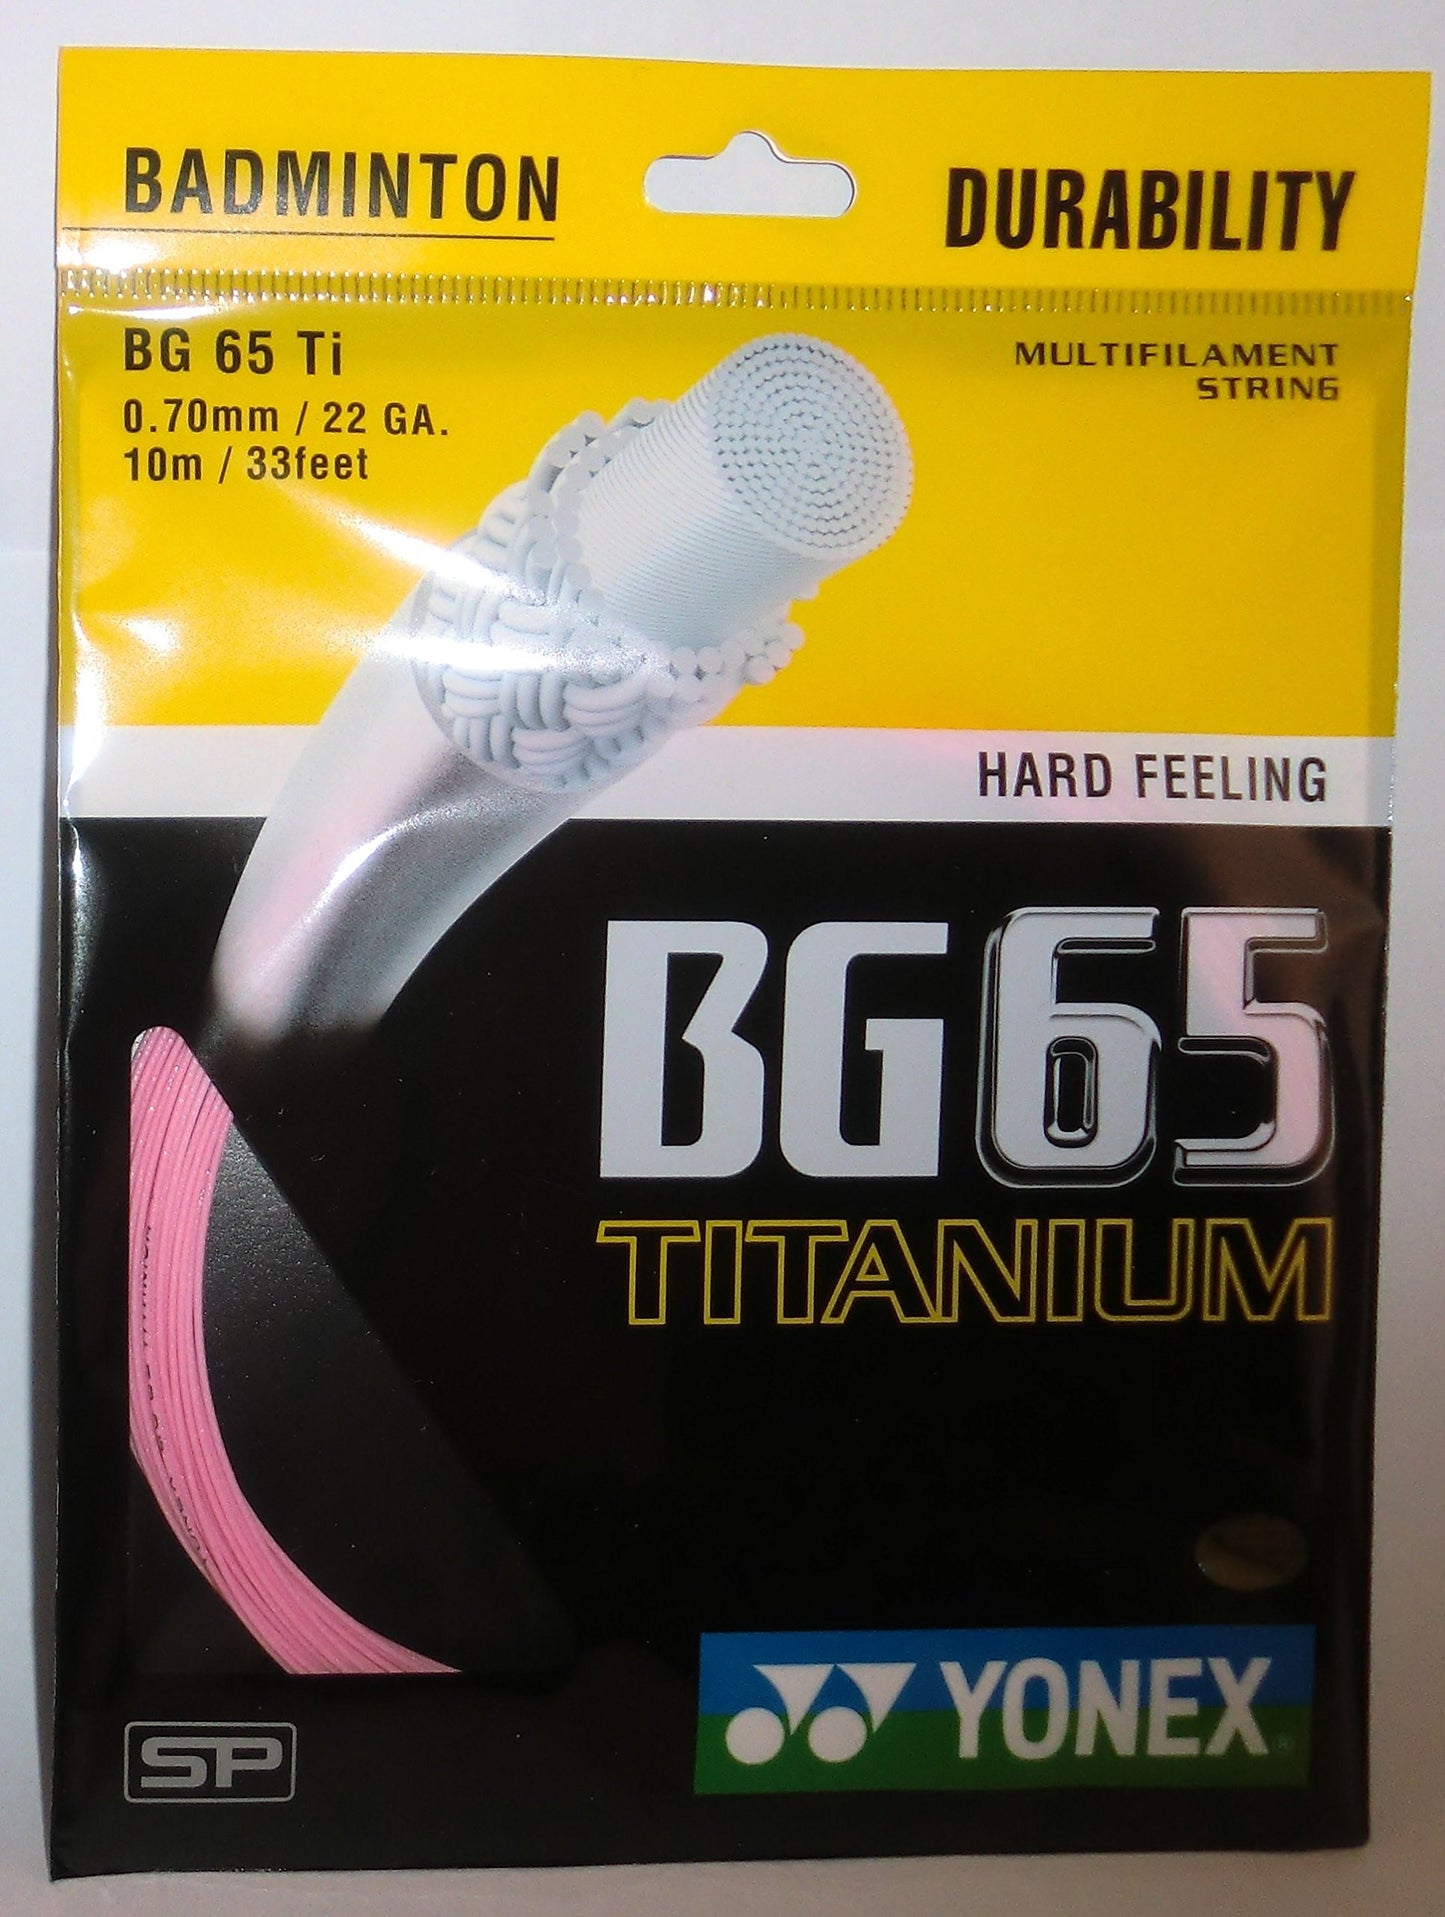 BADMINTON
DURABILITY
BG 65 Ti
0.70mm / 22 GA.
10m / 33feet
MULTIFILAMENT
STRING
HARD FEELING
BG65
TITANIUM
SP
YONEX®